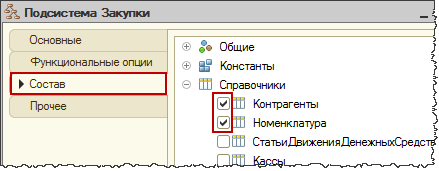 Подсистема Закупки
Основные
Функциональные опции
Состав
Прочее
Общие
Константы
Справочники
Контрагенты
Номенклатура
СтатьиДвиженияДенежныхСредств
Кассы